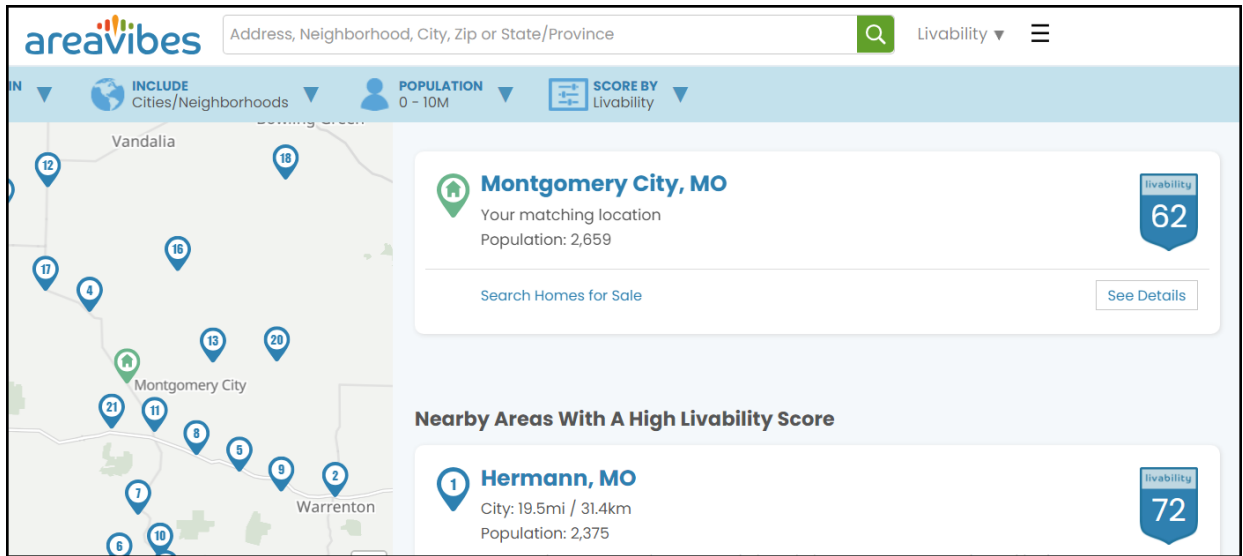 areavibes
Address, Neighborhood, City, Zip or State/Province
Livability ▼
IN
INCLUDE
Cities/Neighborhoods
POPULATION
0 - 10M
SCORE BY
Livability
Bowling Green
Vandalia
18
12
16
17
4
13
20
Montgomery City
21
11
8
5
9
2
7
Warrenton
10
6
Montgomery City, MO
Your matching location
Population: 2,659
livability
62
Search Homes for Sale
See Details
Nearby Areas With A High Livability Score
1
Hermann, MO
City: 19.5mi / 31.4km
Population: 2,375
livability
72